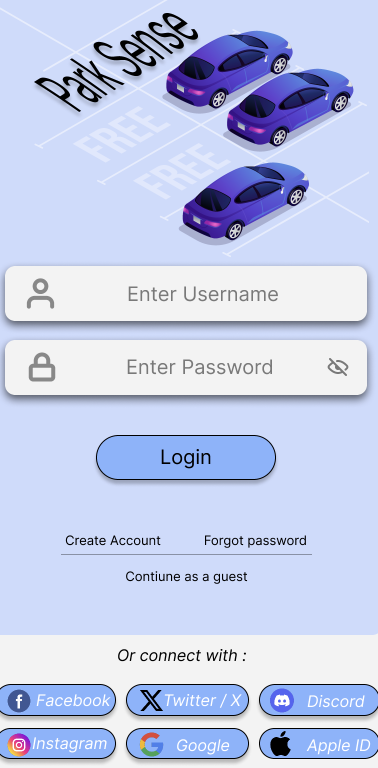 Park Sense
FREE
FREE
Enter Username
Enter Password
Login
Create Account Forgot password
Contiune as a guest
Or connect with :
Facebook Twitter / X Discord
Instagram Google Apple ID